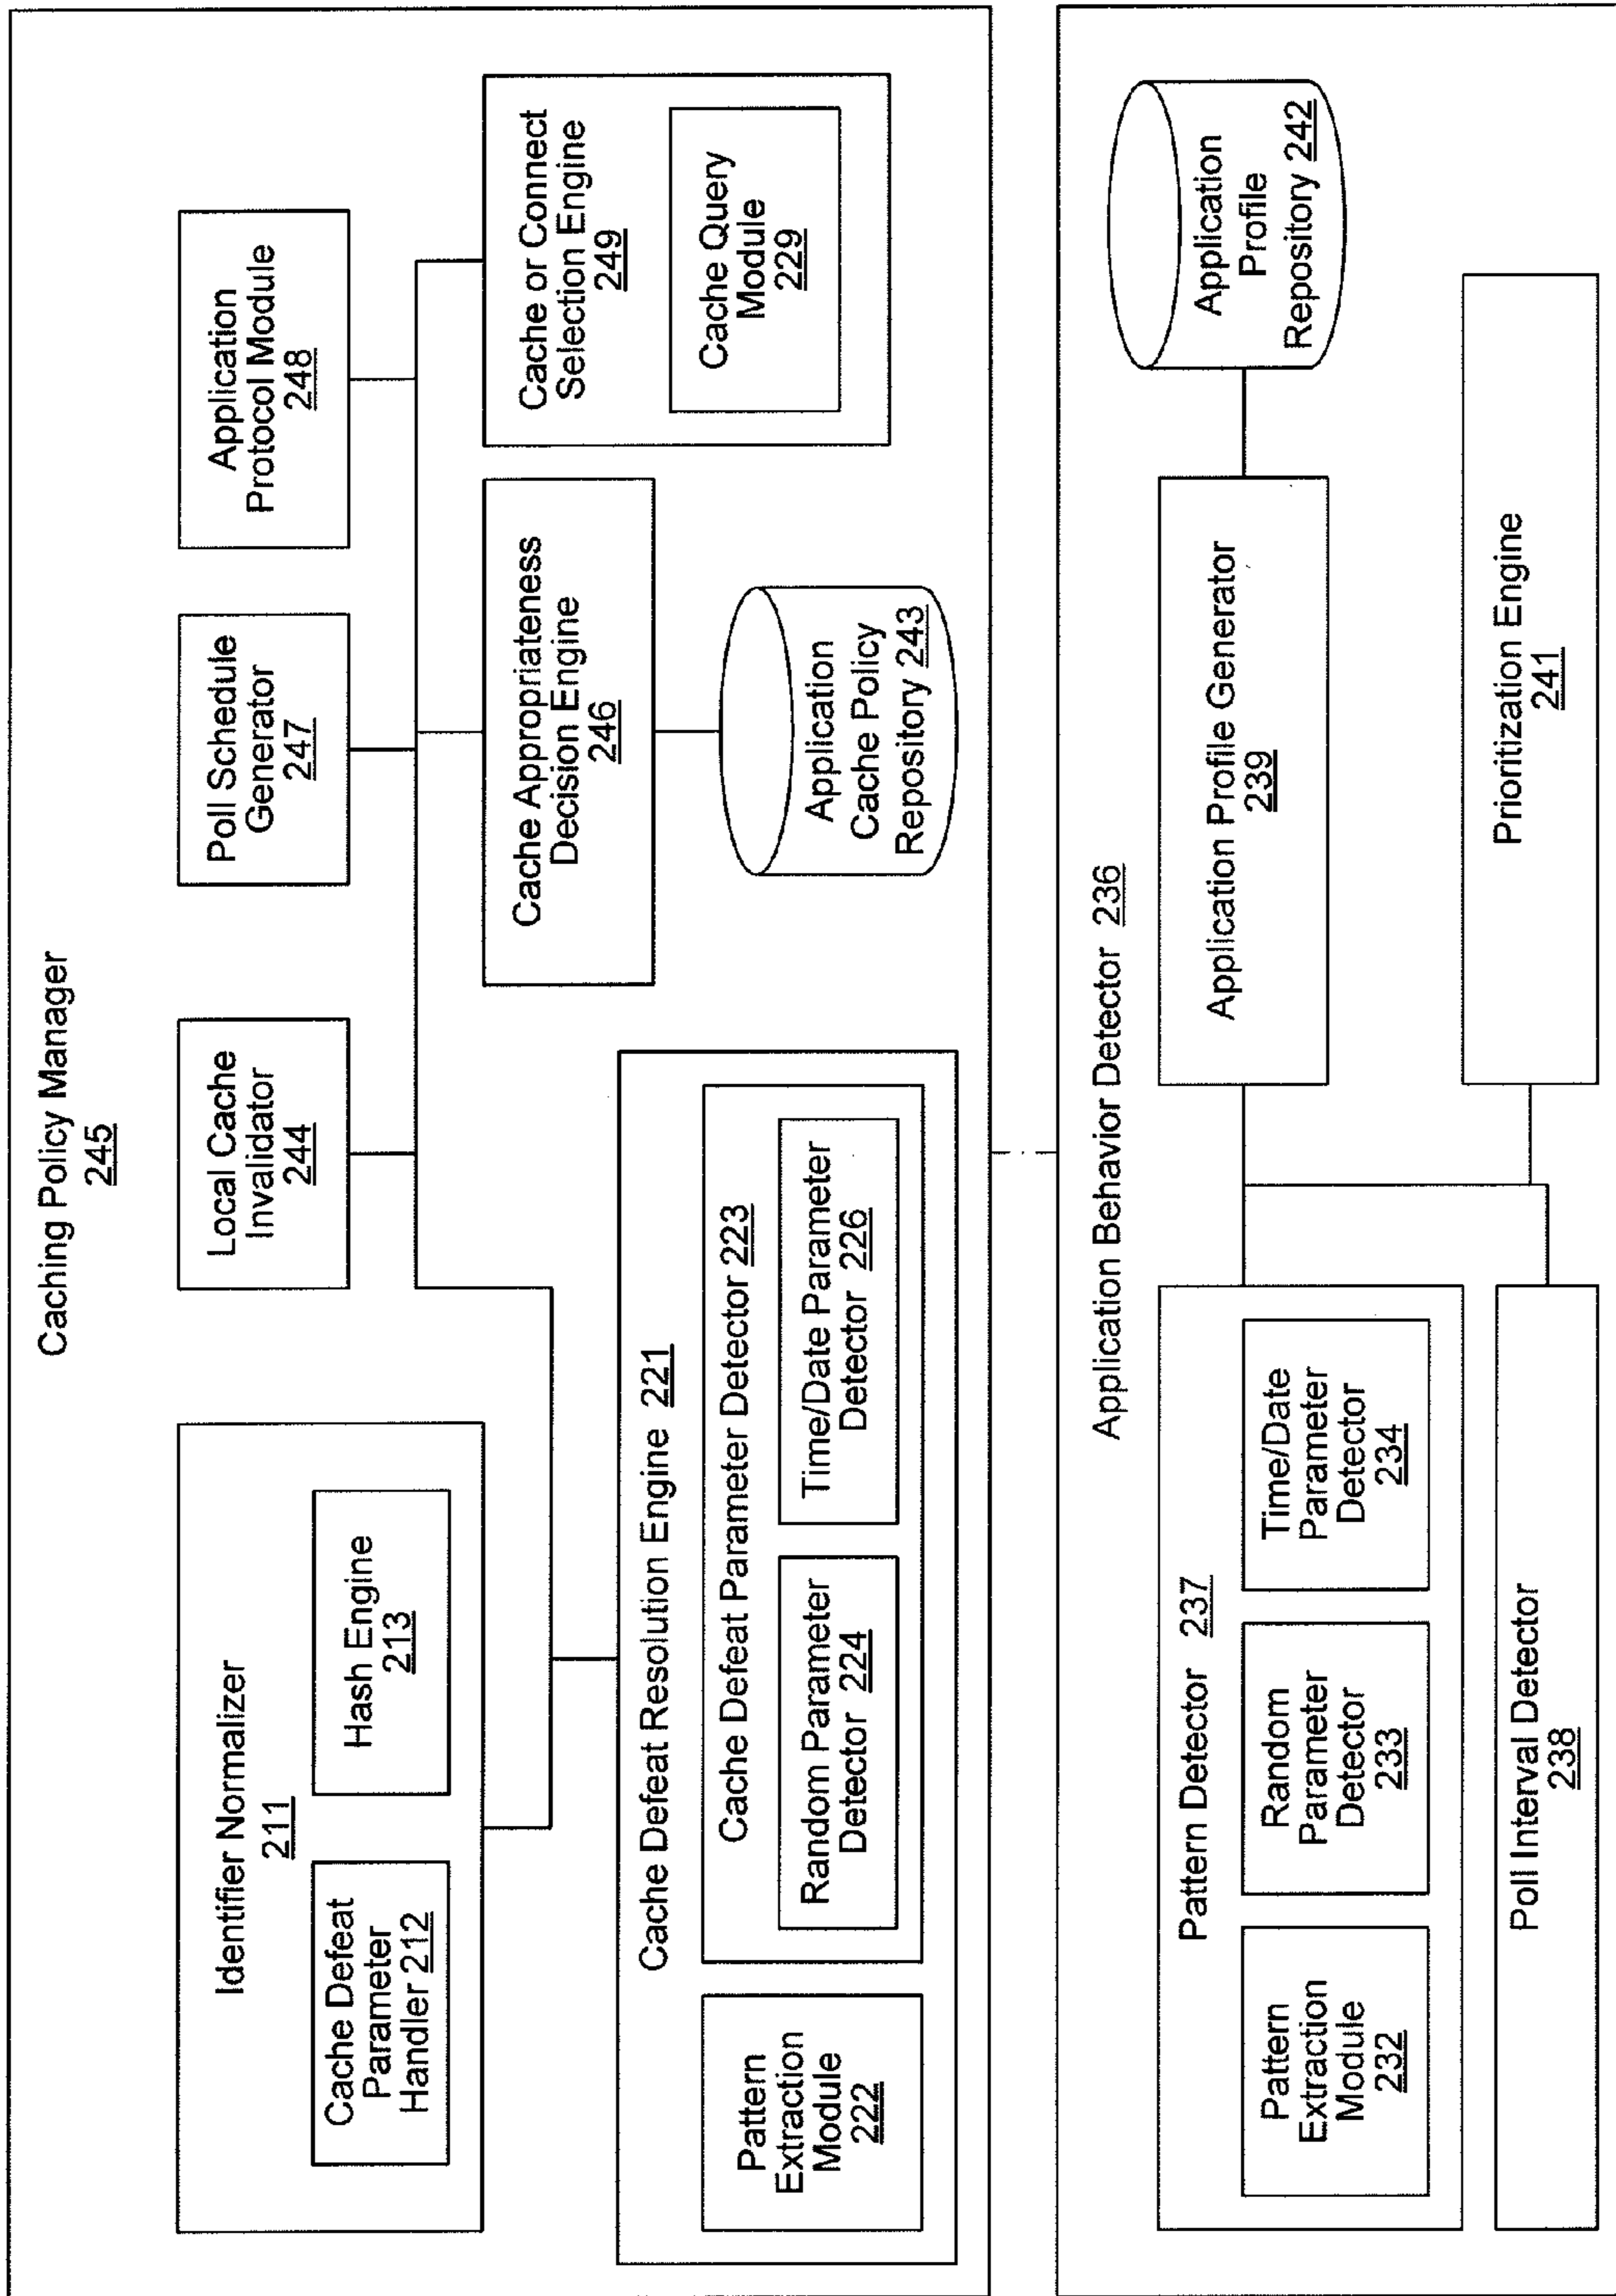 Caching Policy Manager
245
Identifier Normalizer
211
Cache Defeat
Parameter
Handler 212
Hash Engine
213
Local Cache
Invalidator
244
Poll Schedule
Generator
247
Application
Protocol Module
248
Cache Defeat Resolution Engine 221
Pattern
Extraction
Module
222
Cache Defeat Parameter Detector 223
Random Parameter
Detector 224
Time/Date Parameter
Detector 226
Cache Appropriateness
Decision Engine
246
Application
Cache Policy
Repository 243
Cache or Connect
Selection Engine
249
Cache Query
Module
229
Application Behavior Detector 236
Pattern Detector 237
Pattern
Extraction
Module
232
Random
Parameter
Detector
233
Time/Date
Parameter
Detector
234
Poll Interval Detector
238
Application Profile Generator
239
Application
Profile
Repository 242
Prioritization Engine
241